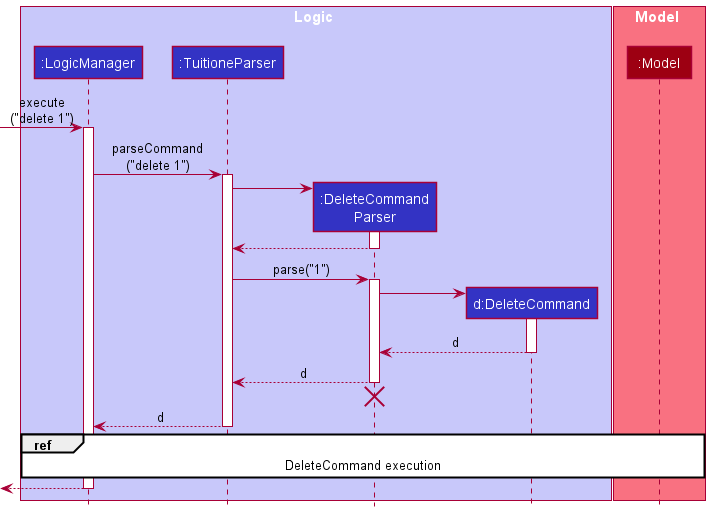 Logic
Model
:LogicManager
:TuitioneParser
:Model
execute
("delete 1")
parseCommand
("delete 1")
:DeleteCommand
Parser
parse("1")
d:DeleteCommand
d
d
d
ref
DeleteCommand execution